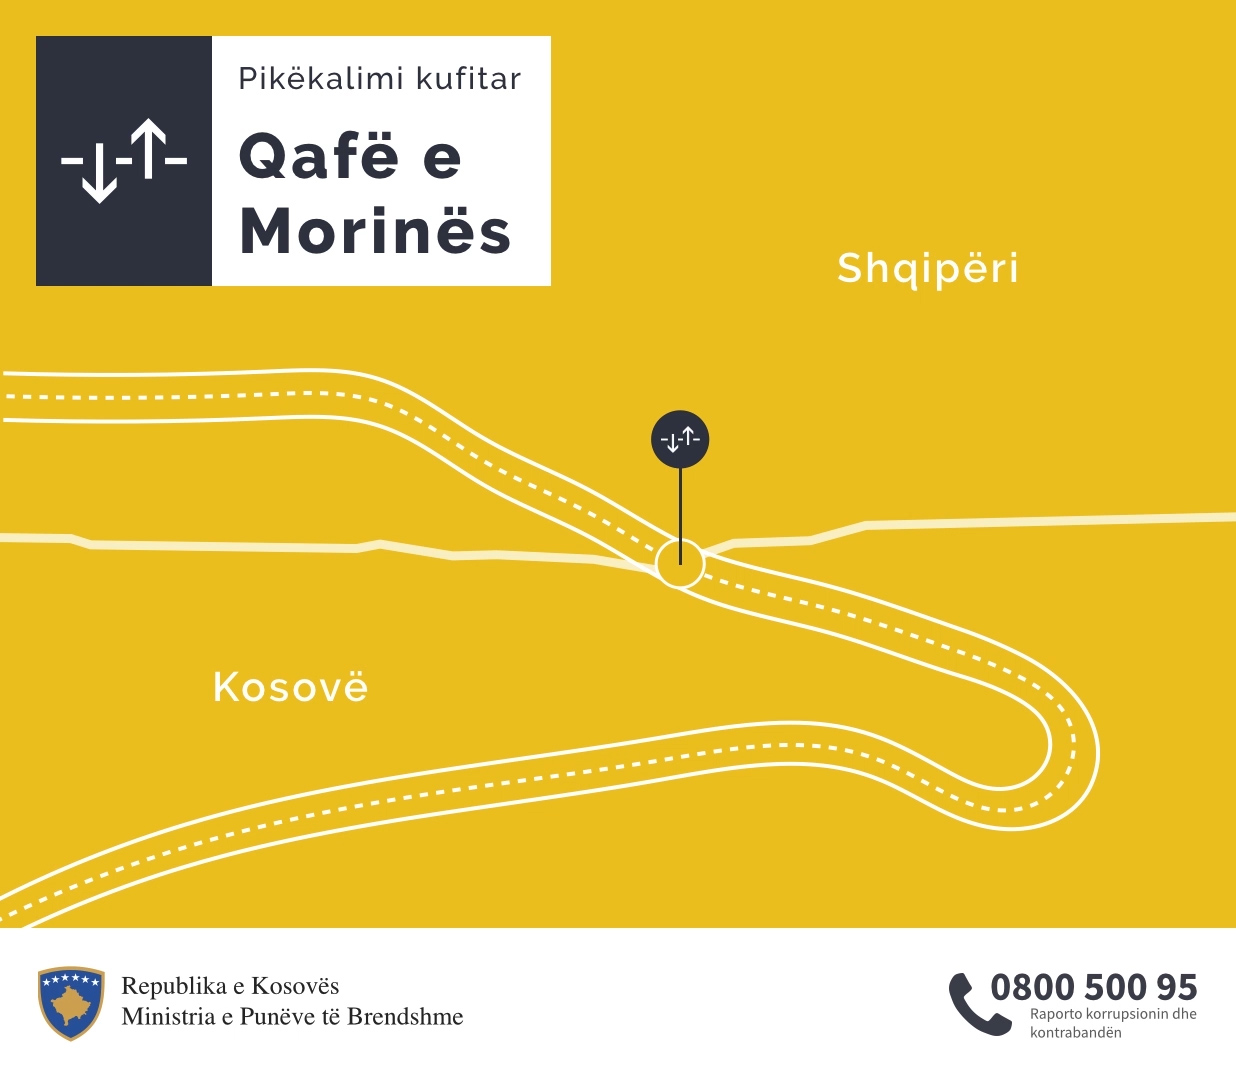 Pikëkalimi kufitar
Qafë e
Morinës
Shqipëri
Kosovë
Republika e Kosovës
Ministria e Punëve të Brendshme
0800 500 95
Raporto korrupsionin dhe
kontrabandën